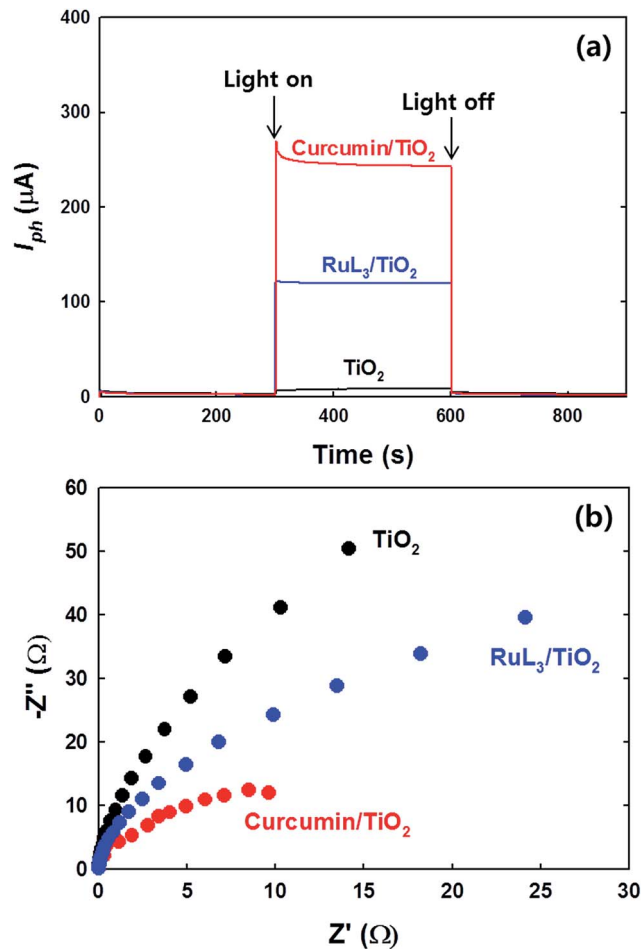 400
(a)
Light on
Light off
300
Curcumin/TiO₂
200
RuL₃/TiO₂
100
TiO₂
0
0 200 400 600 800
I_ph (μA)
Time (s)
60
(b)
TiO₂
50
40
RuL₃/TiO₂
30
20
10
Curcumin/TiO₂
0
0 5 10 15 20 25 30
-Z'' (Ω)
Z' (Ω)